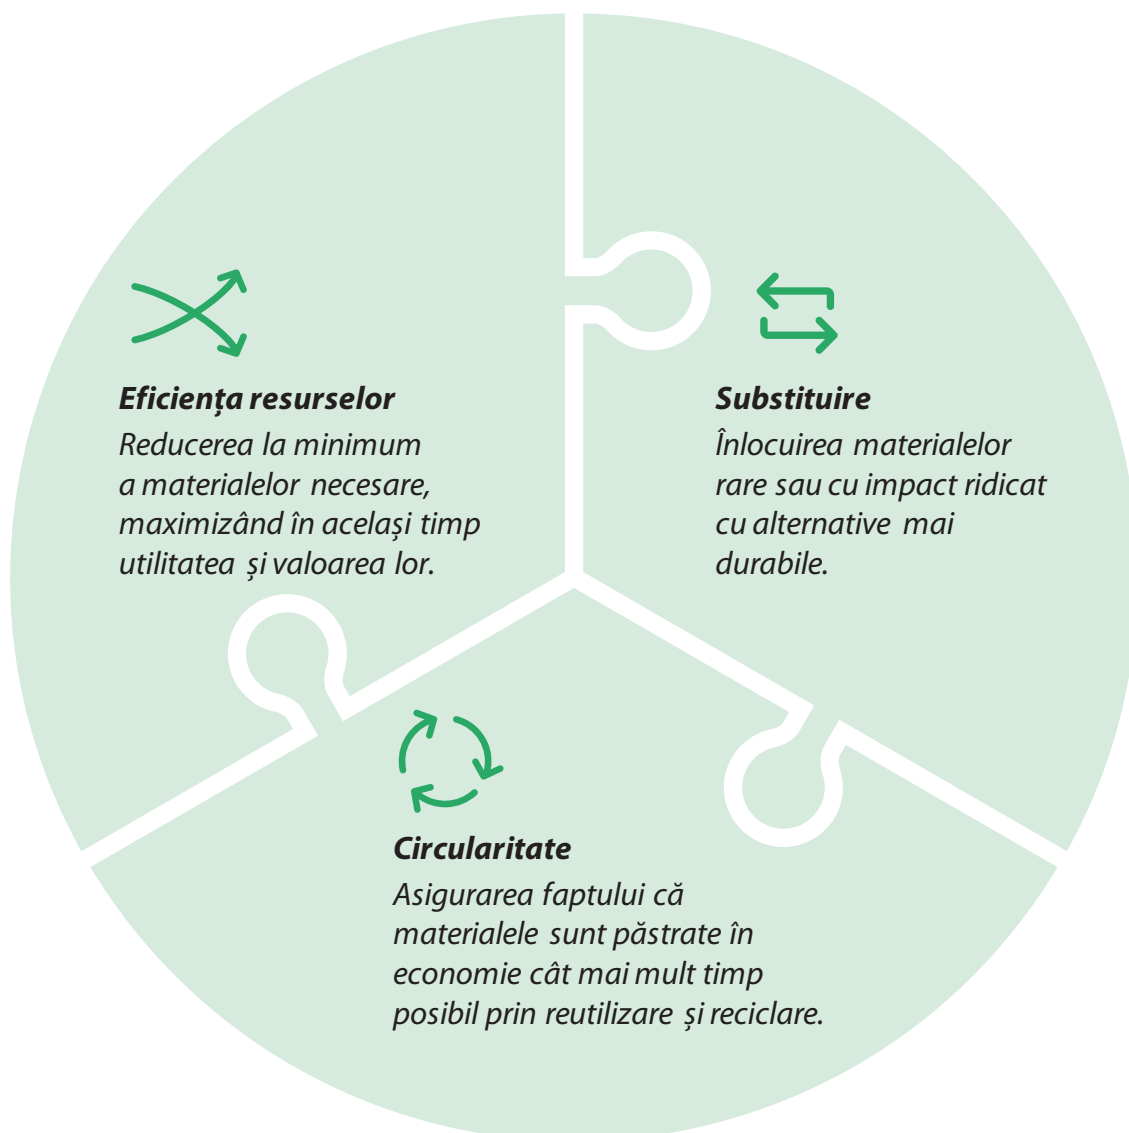 Eficiența resurselor
Reducerea la minimum
a materialelor necesare,
maximizând în același timp
utilitatea și valoarea lor.
Substituire
Înlocuirea materialelor
rare sau cu impact ridicat
cu alternative mai
durabile.
Circularitate
Asigurarea faptului că
materialele sunt păstrate în
economie cât mai mult timp
posibil prin reutilizare și reciclare.